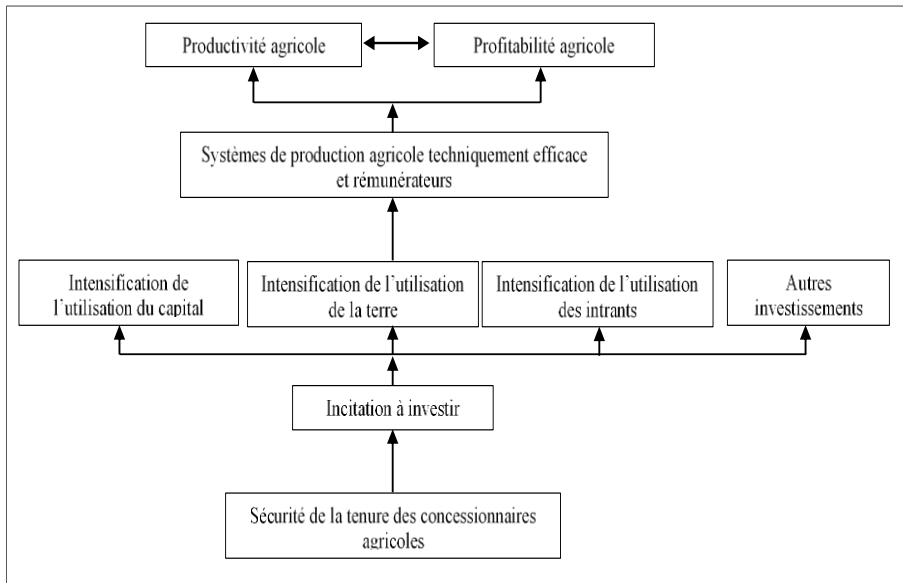 Productivité agricole
Profitabilité agricole
Systèmes de production agricole techniquement efficace
et rémunérateurs
Intensification de
l'utilisation du capital
Intensification de l'utilisation
de la terre
Intensification de l'utilisation
des intrants
Autres
investissements
Incitation à investir
Sécurité de la tenure des concessionnaires
agricoles